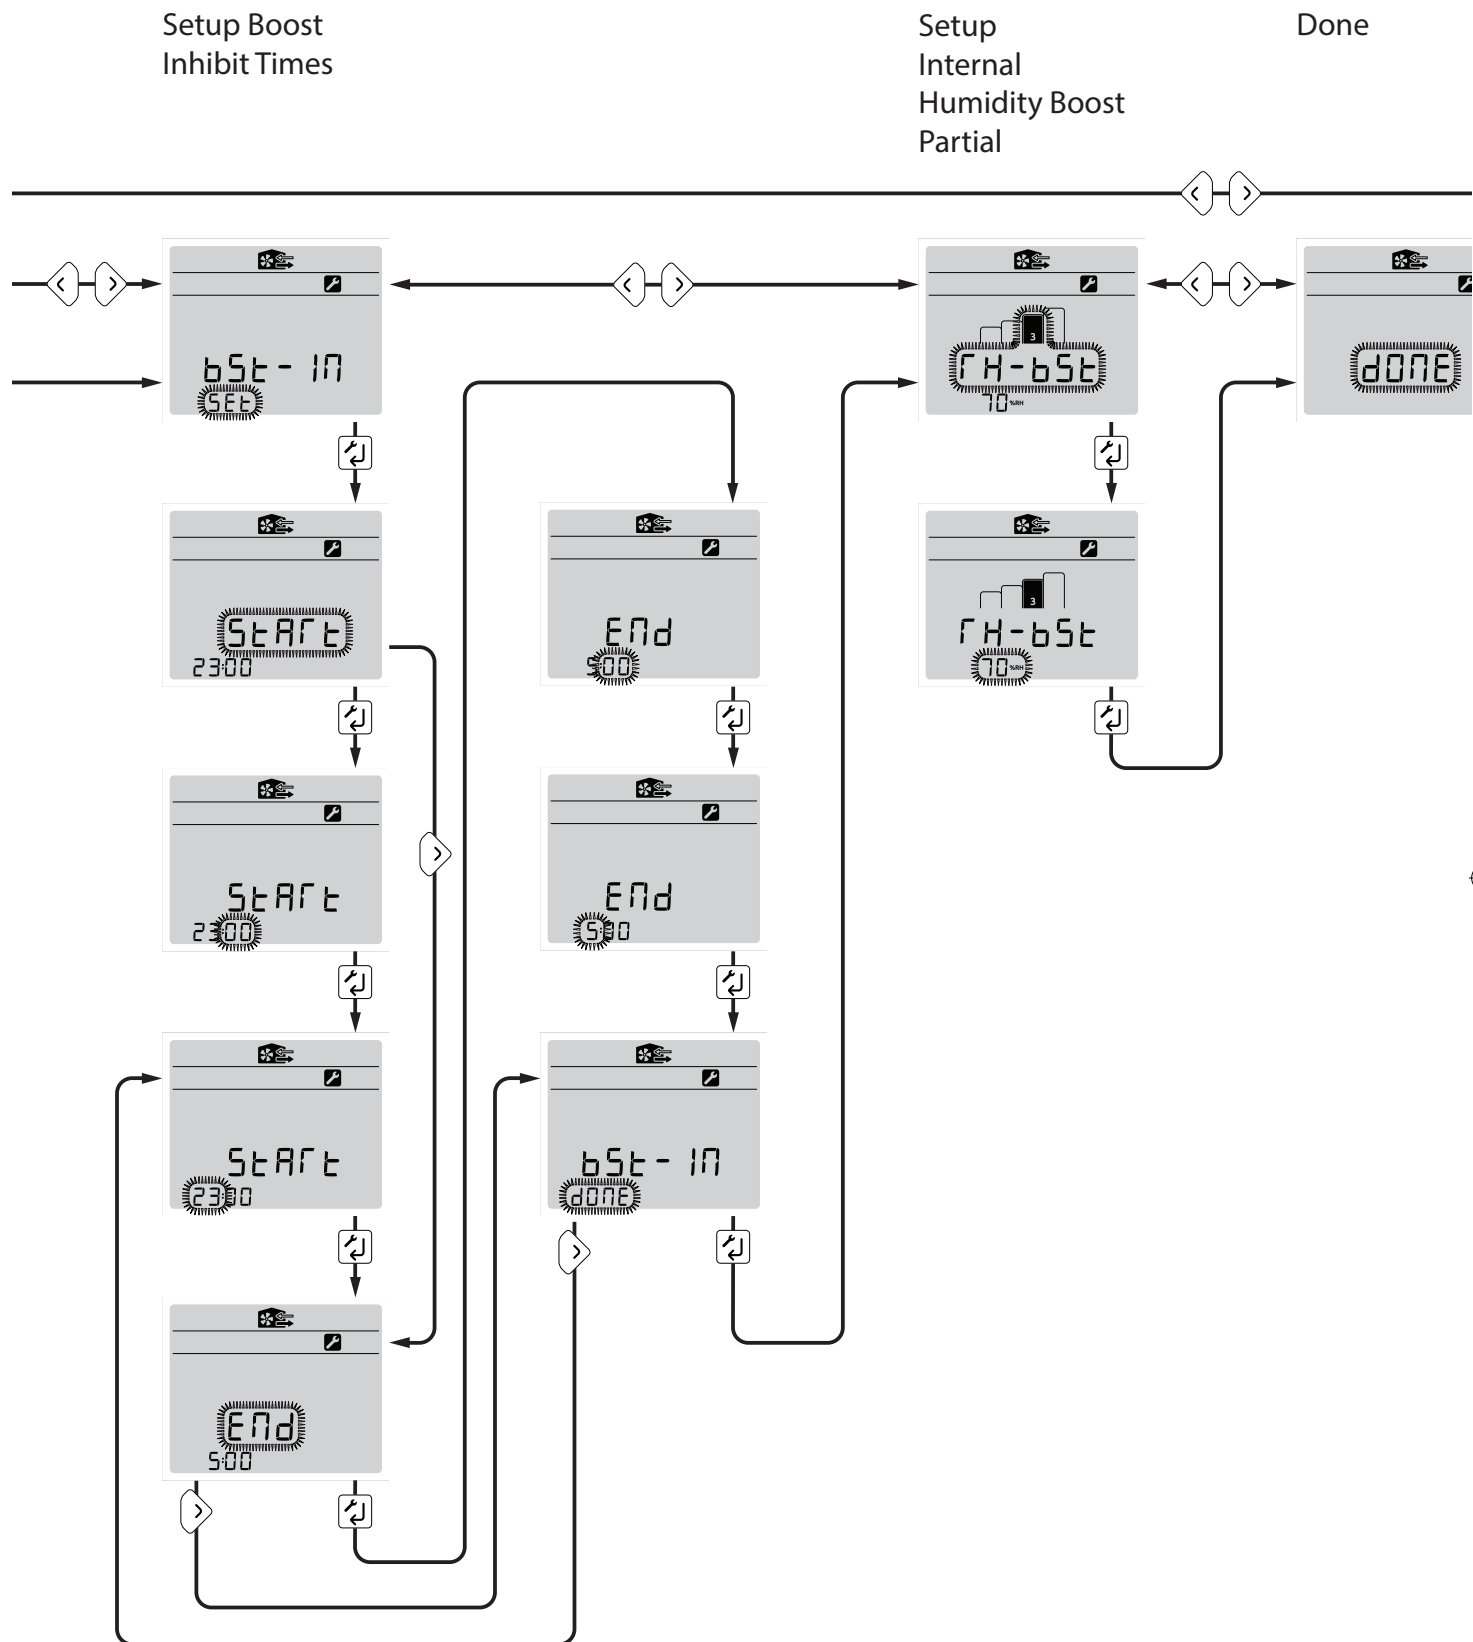 Setup Boost
Inhibit Times
Setup
Internal
Humidity Boost
Partial
Done
bSt-IN
SEt
3
rH-bSt
70 %RH
dONE
StArt
23:00
ENd
5:00
3
rH-bSt
70 %RH
StArt
23:00
ENd
5:00
StArt
23:00
bSt-IN
dONE
ENd
5:00